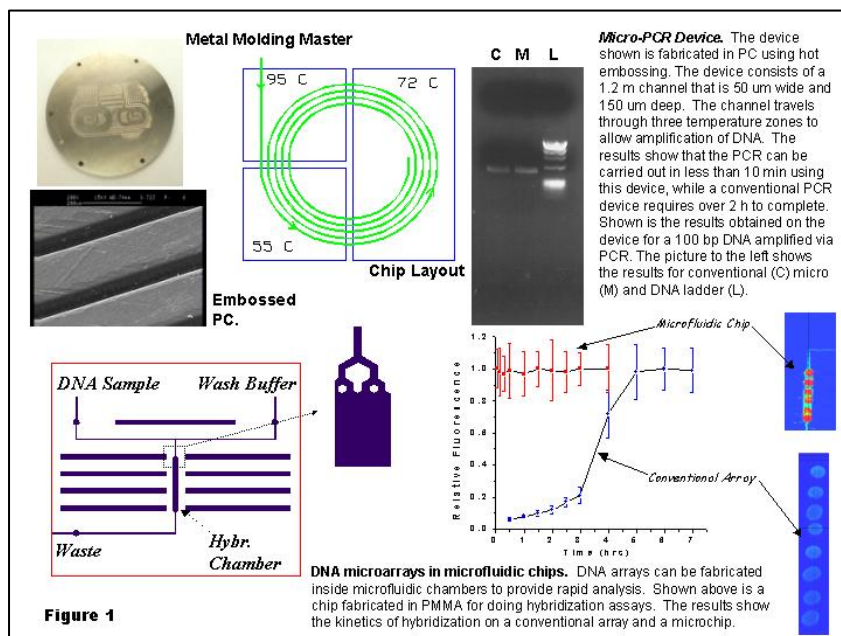 Metal Molding Master
95 C
72 C
55 C
Chip Layout
Embossed
PC.
C M L
Micro-PCR Device. The device
shown is fabricated in PC using hot
embossing. The device consists of a
1.2 m channel that is 50 um wide and
150 um deep. The channel travels
through three temperature zones to
allow amplification of DNA. The
results show that the PCR can be
carried out in less than 10 min using
this device, while a conventional PCR
device requires over 2 h to complete.
Shown is the results obtained on the
device for a 100 bp DNA amplified via
PCR. The picture to the left shows
the results for conventional (C) micro
(M) and DNA ladder (L).
DNA Sample
Wash Buffer
Waste
Hybr.
Chamber
Relative Fluorescence
1.2
1.0
0.8
0.6
0.4
0.2
0.0
0 1 2 3 4 5 6 7
Time (hrs)
Microfluidic Chip
Conventional Array
DNA microarrays in microfluidic chips. DNA arrays can be fabricated
inside microfluidic chambers to provide rapid analysis. Shown above is a
chip fabricated in PMMA for doing hybridization assays. The results show
the kinetics of hybridization on a conventional array and a microchip.
Figure 1